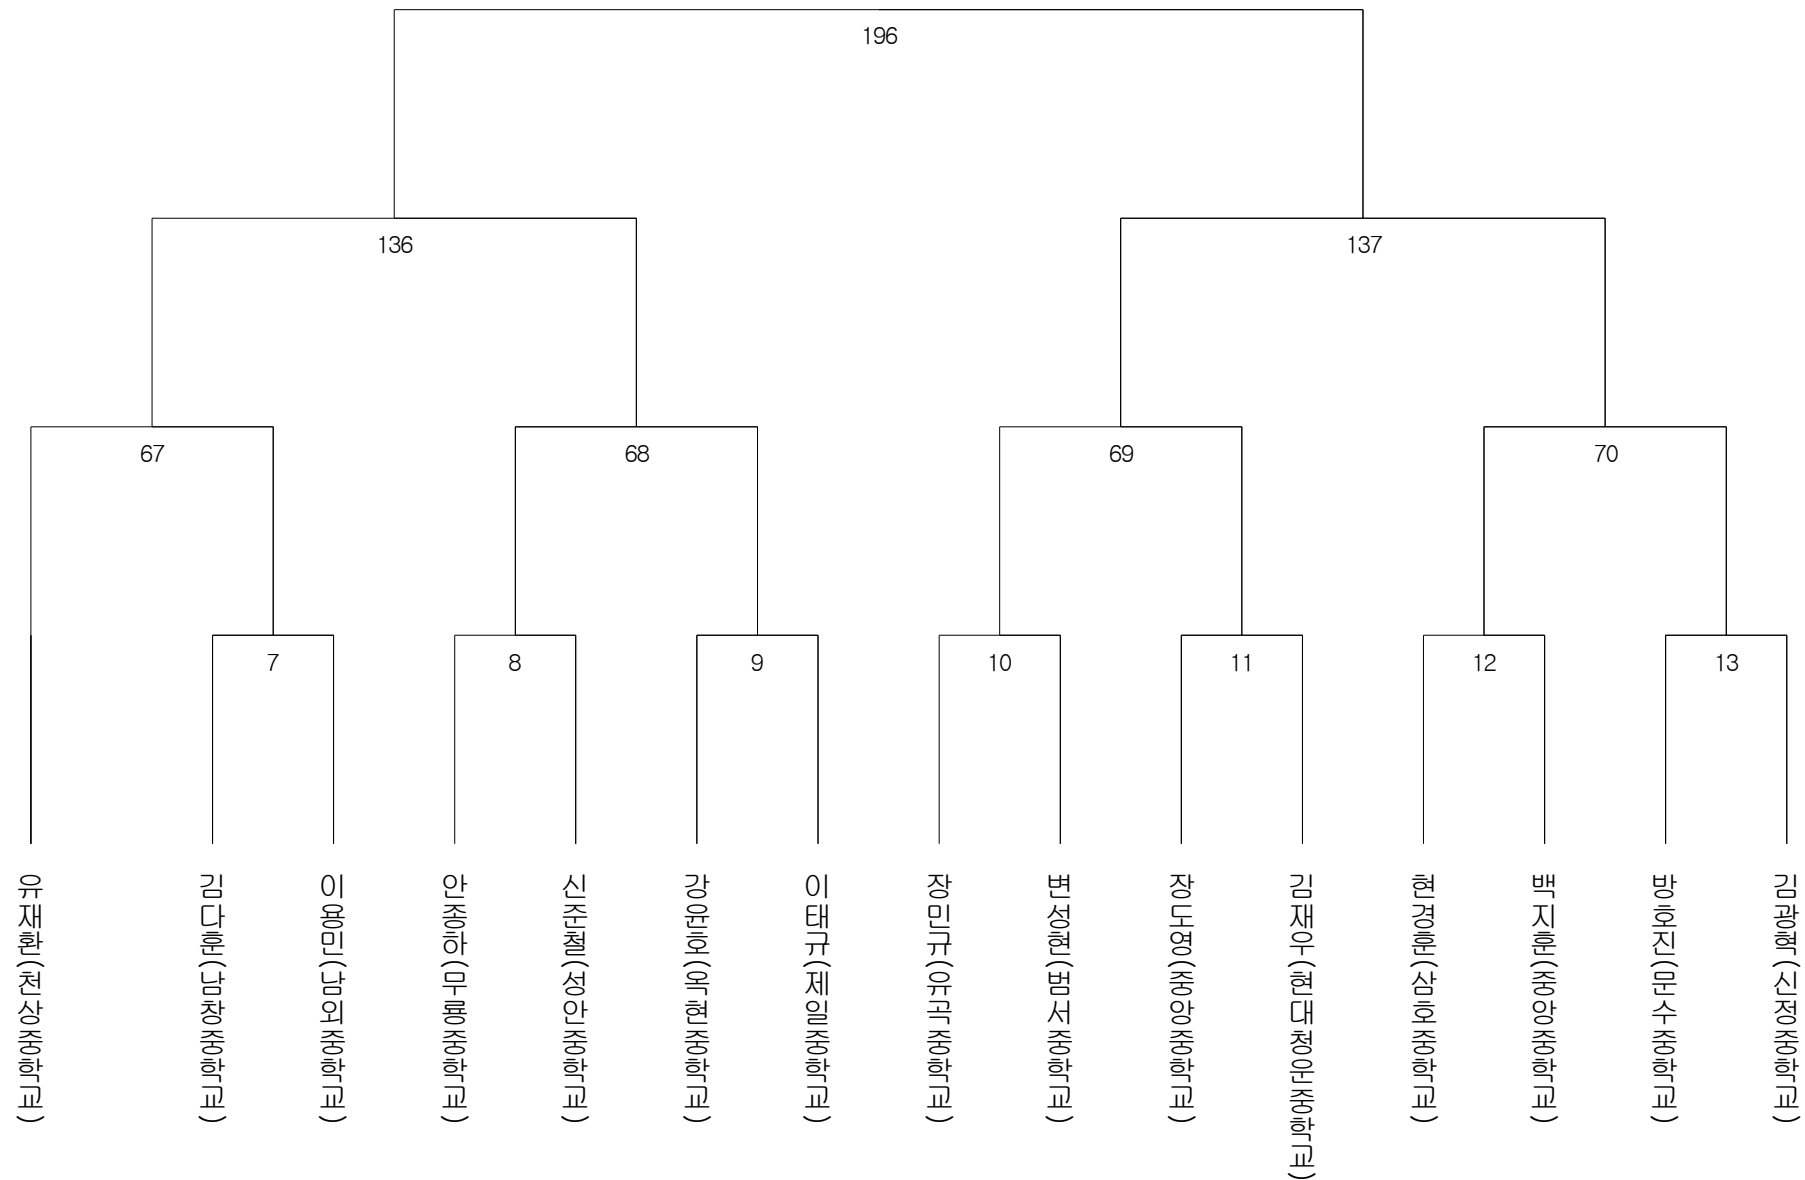 196
136
137
67
68
69
70
7
8
9
10
11
12
13
유재환(천상중학교)
김다훈(남창중학교)
이용민(남외중학교)
안종하(무룡중학교)
신준철(성안중학교)
강윤호(옥현중학교)
이태규(제일중학교)
장민규(유곡중학교)
변성현(범서중학교)
장도영(중앙중학교)
김재우(현대청운중학교)
현경훈(삼호중학교)
백지훈(중앙중학교)
방호진(문수중학교)
김광혁(신정중학교)